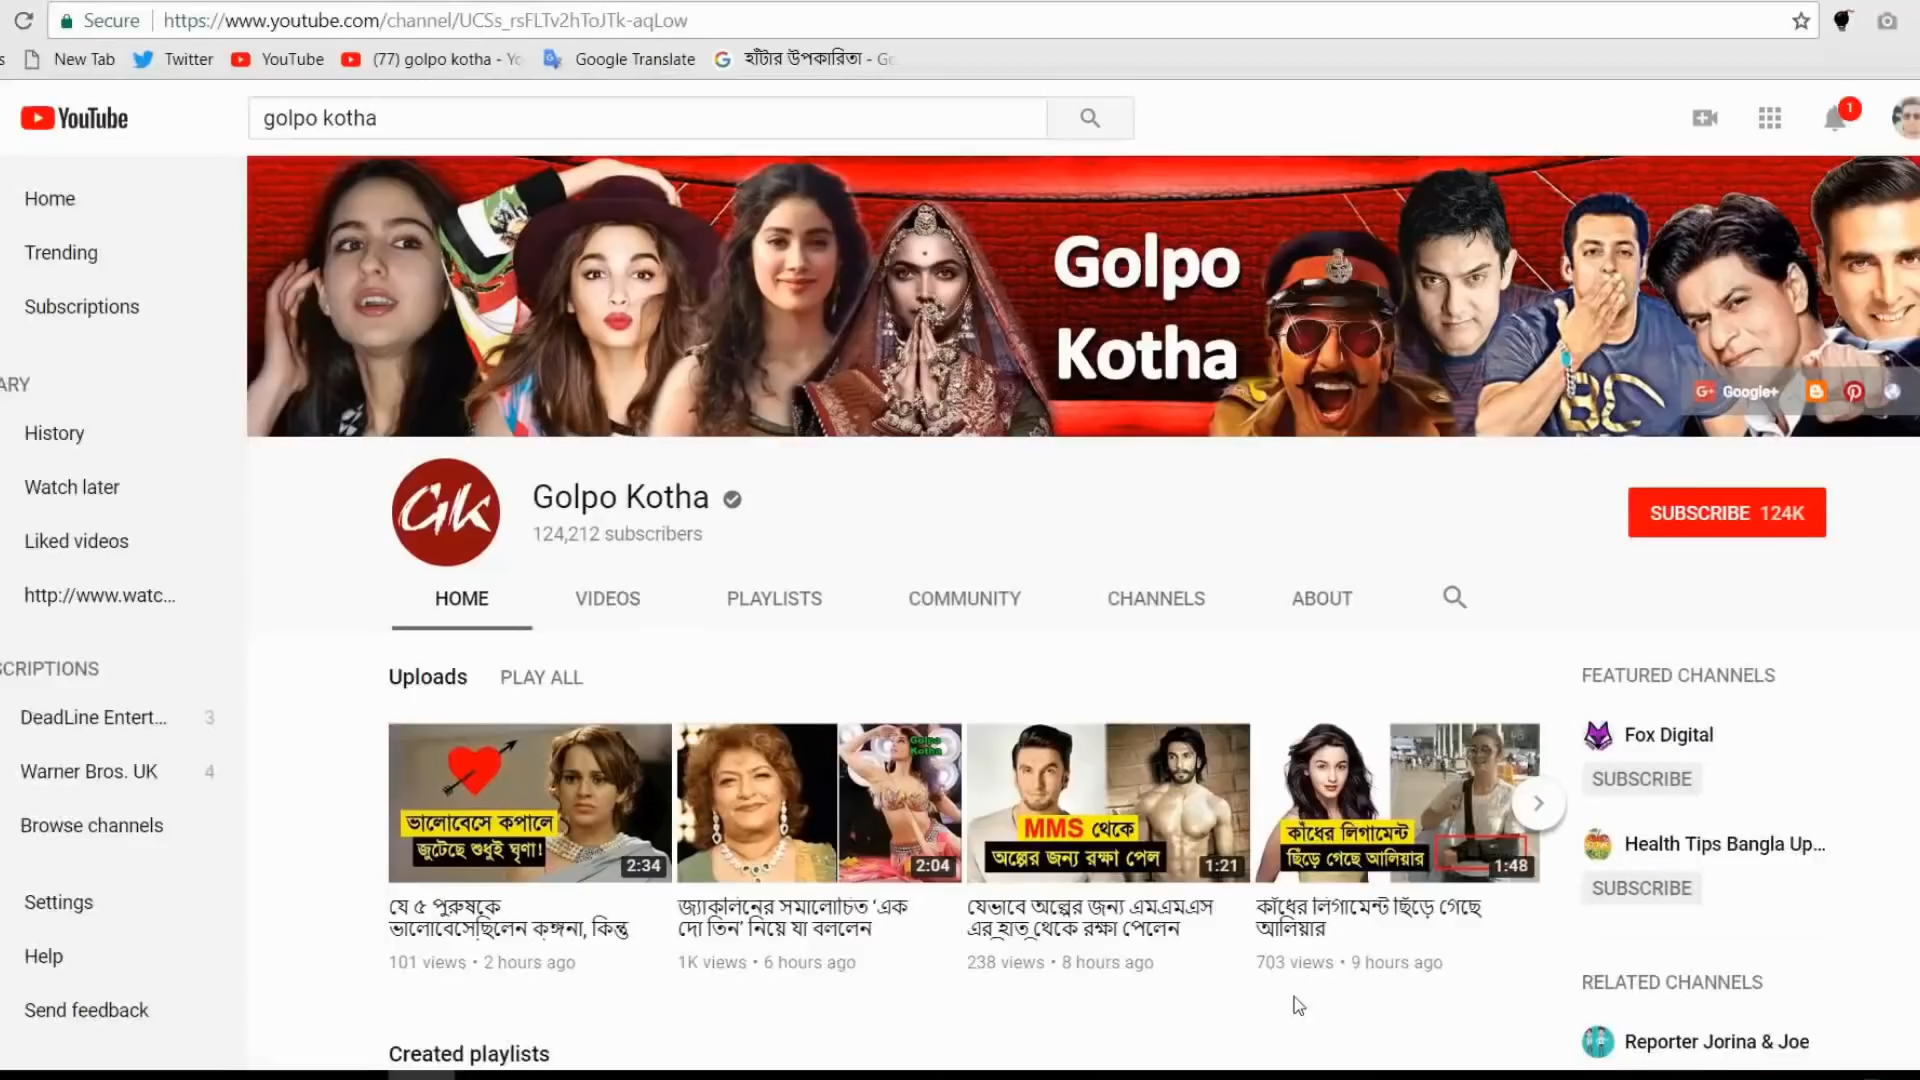 Secure https://www.youtube.com/channel/UCSs_rsFLTv2hToJTk-aqLow
New Tab Twitter YouTube (77) golpo kotha - Google Translate হাঁটার উপকারিতা -
YouTube
golpo kotha
1
Home
Trending
Subscriptions
ARY
History
Watch later
Liked videos
http://www.watc...
SCRIPTIONS
DeadLine Entert... 3
Warner Bros. UK 4
Browse channels
Settings
Help
Send feedback
Golpo
Kotha
BC
Google+
GK
Golpo Kotha
124,212 subscribers
SUBSCRIBE 124K
HOME VIDEOS PLAYLISTS COMMUNITY CHANNELS ABOUT
Uploads PLAY ALL
ভালোবেসে কপালে
জুটেছে শুধুই ঘৃণা!
2:34
যে ৫ পুরুষকে
ভালোবেসেছিলেন কঙ্গনা, কিন্তু
101 views • 2 hours ago
Golpo
Kotha
2:04
জ্যাকলিনের সমালোচিত ‘এক
দো তিন’ নিয়ে যা বললেন
1K views • 6 hours ago
MMS থেকে
অল্পের জন্য রক্ষা পেল
1:21
যেভাবে অল্পের জন্য এমএমএস
এর হাত থেকে রক্ষা পেলেন
238 views • 8 hours ago
কাঁধের লিগামেন্ট
ছিঁড়ে গেছে আলিয়ার
1:48
কাঁধের লিগামেন্ট ছিঁড়ে গেছে
আলিয়ার
703 views • 9 hours ago
Created playlists
FEATURED CHANNELS
Fox Digital
SUBSCRIBE
Health Tips Bangla Up...
SUBSCRIBE
RELATED CHANNELS
Reporter Jorina & Joe